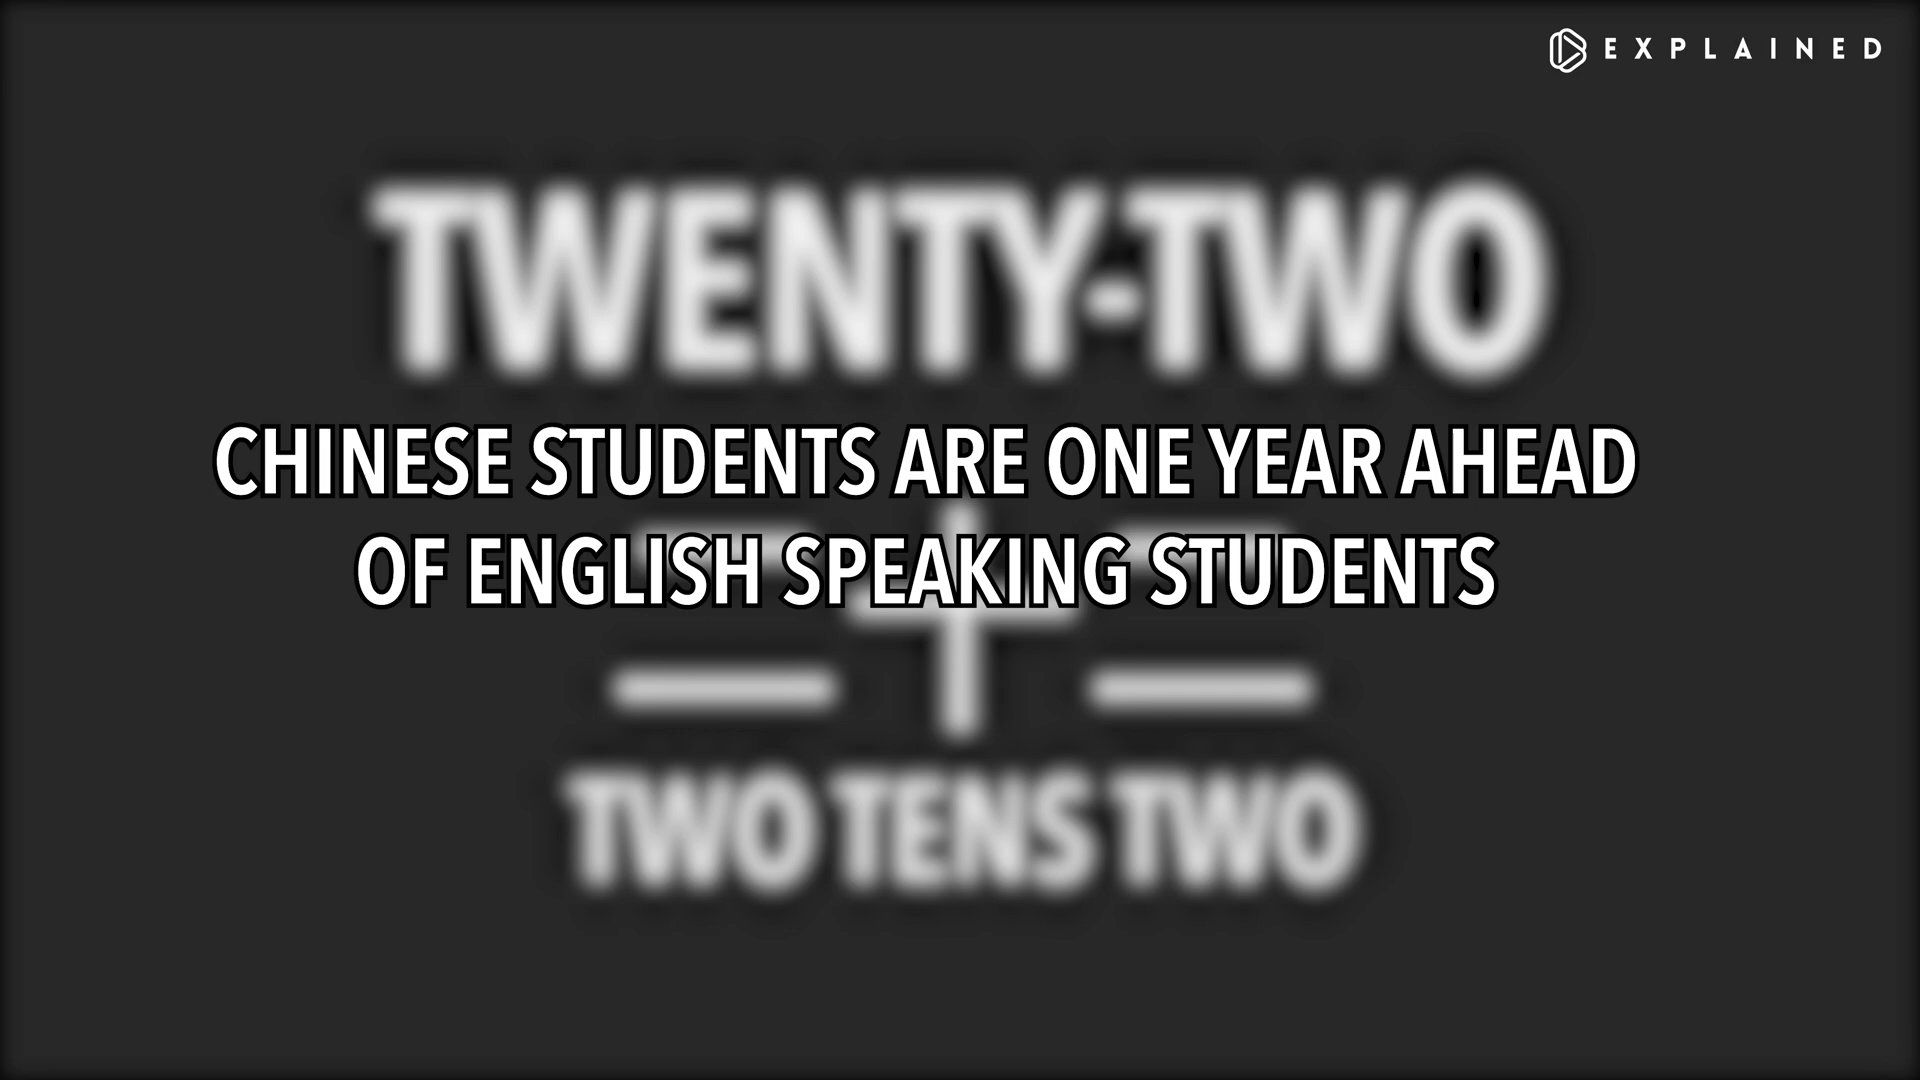 EXPLAINED
TWENTY-TWO
CHINESE STUDENTS ARE ONE YEAR AHEAD
OF ENGLISH SPEAKING STUDENTS
二十二
TWO TENS TWO